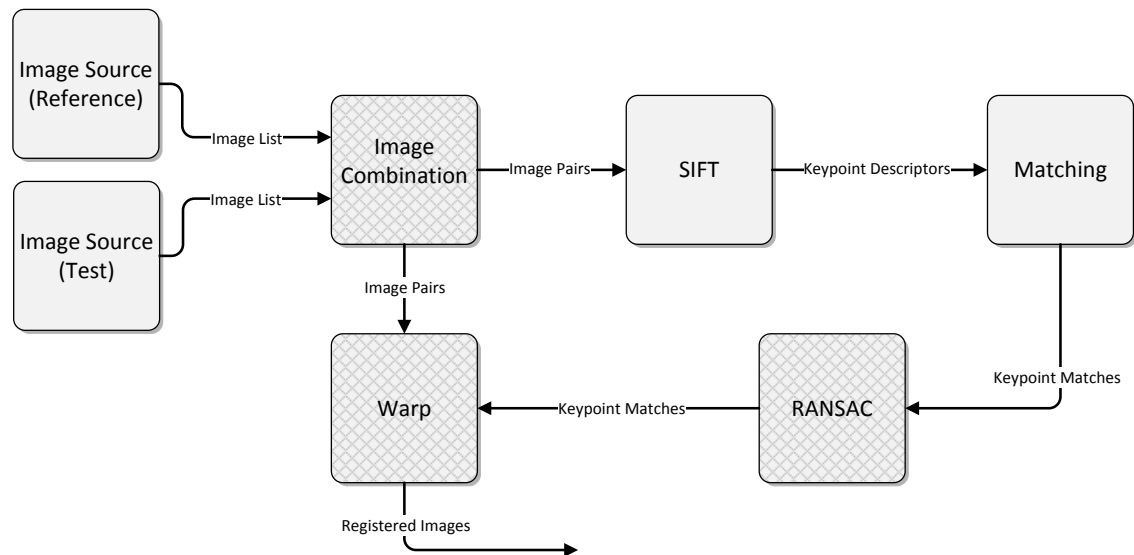 Image Source
(Reference)
Image List
Image Source
(Test)
Image List
Image
Combination
Image Pairs
SIFT
Keypoint Descriptors
Matching
Image Pairs
Keypoint Matches
Warp
Keypoint Matches
RANSAC
Registered Images